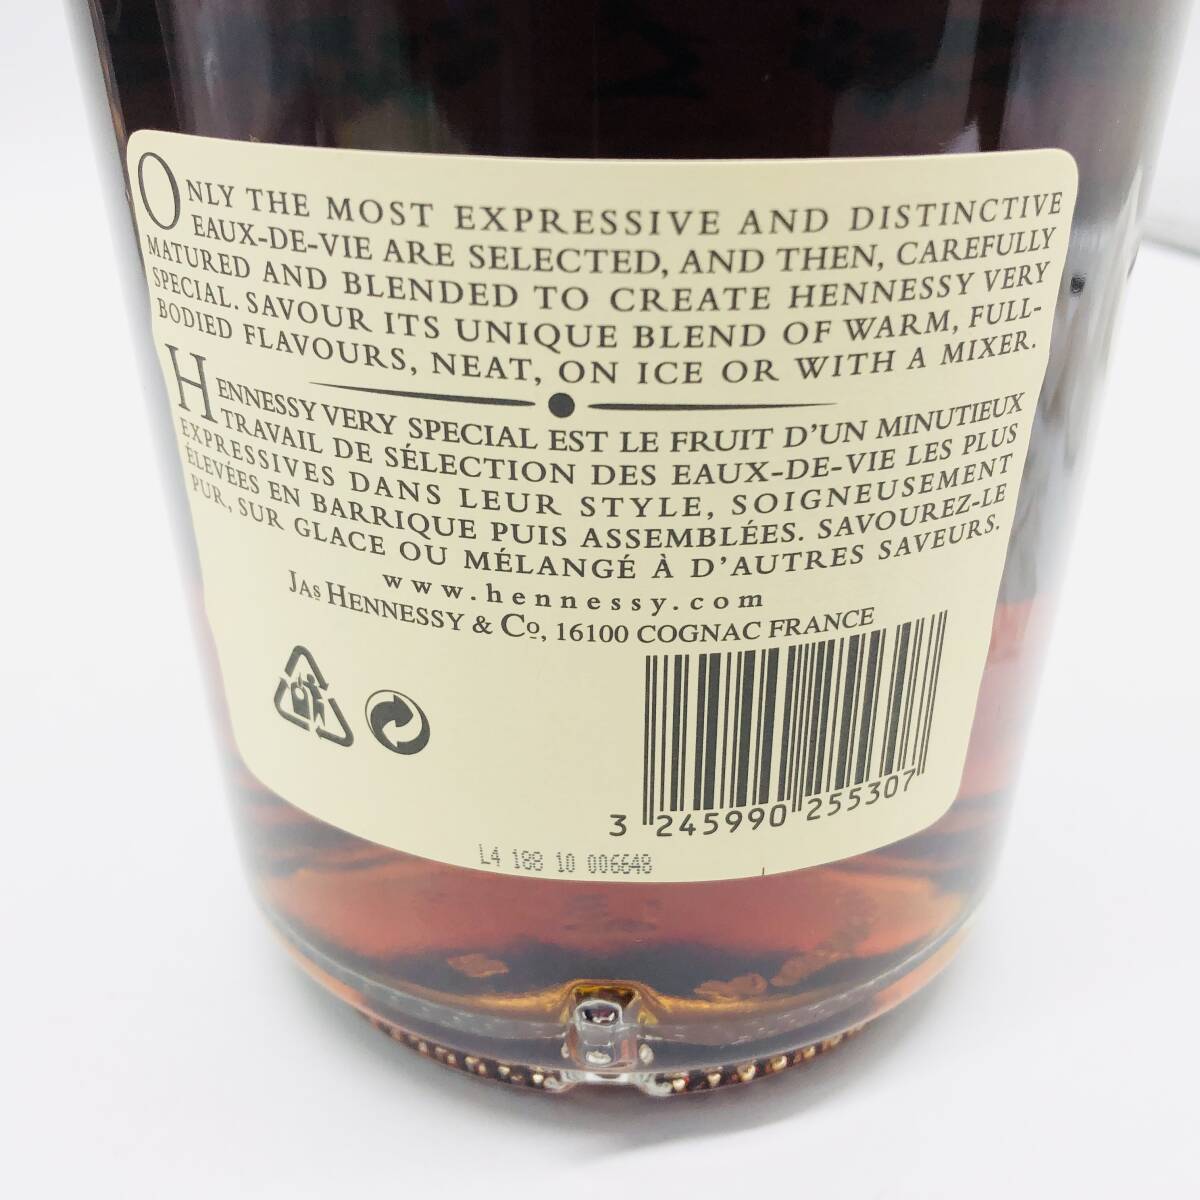 ONLY THE MOST EXPRESSIVE AND DISTINCTIVE
EAUX-DE-VIE ARE SELECTED, AND THEN, CAREFULLY
MATURED AND BLENDED TO CREATE HENNESSY VERY
SPECIAL. SAVOUR ITS UNIQUE BLEND OF WARM, FULL-
BODIED FLAVOURS, NEAT, ON ICE OR WITH A MIXER.
HENNESSY VERY SPECIAL EST LE FRUIT D'UN MINUTIEUX
TRAVAIL DE SÉLECTION DES EAUX-DE-VIE LES PLUS
EXPRESSIVES DANS LEUR STYLE, SOIGNEUSEMENT
ÉLEVÉES EN BARRIQUE PUIS ASSEMBLÉES. SAVOUREZ-LE
PUR, SUR GLACE OU MÉLANGÉ À D'AUTRES SAVEURS.
www.hennessy.com
JAs HENNESSY & Co, 16100 COGNAC FRANCE
3 245990 255307
L4 188 10 006648